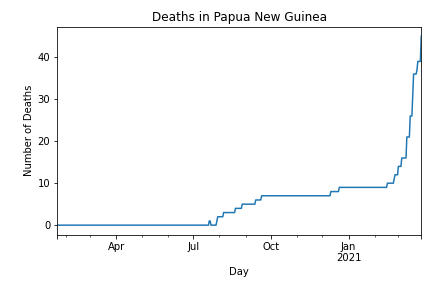 Deaths in Papua New Guinea
Number of Deaths
40
30
20
10
0
Apr
Jul
Oct
Jan
2021
Day